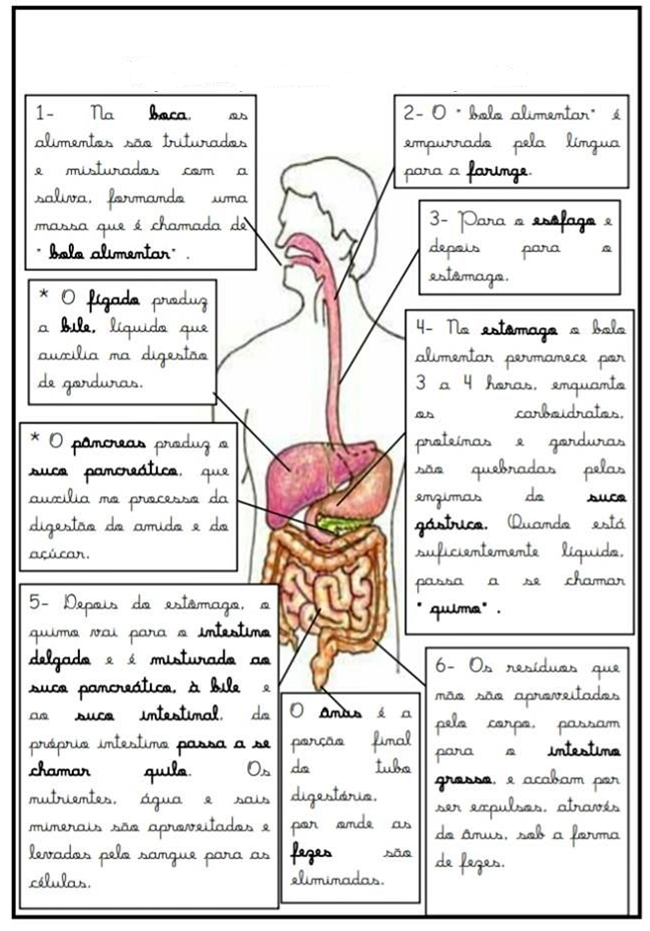 1- Na boca, os
alimentos são triturados
e misturados com a
saliva, formando uma
massa que é chamada de
" bolo alimentar" .
2- O " bolo alimentar" é
empurrado pela língua
para a faringe.
3- Para o esôfago e
depois para o
estômago.
* O fígado produz
a bile, líquido que
auxilia na digestão
de gorduras.
4- No estômago o bolo
alimentar permanece por
3 a 4 horas, enquanto
os carboidratos,
proteínas e gorduras
são quebradas pelas
enzimas do suco
gástrico. Quando está
suficientemente líquido,
passa a se chamar
" quimo" .
* O pâncreas produz o
suco pancreático, que
auxilia no processo da
digestão do amido e do
açúcar.
5- Depois do estômago, o
quimo vai para o intestino
delgado e é misturado ao
suco pancreático, à bile e
ao suco intestinal, do
próprio intestino passa a se
chamar quilo. Os
nutrientes, água e sais
minerais são aproveitados e
levados pelo sangue para as
células.
O ânus é a
porção final
do tubo
digestório,
por onde as
fezes são
eliminadas.
6- Os resíduos que
não são aproveitados
pelo corpo, passam
para o intestino
grosso, e acabam por
ser expulsos, através
do ânus, sob a forma
de fezes.